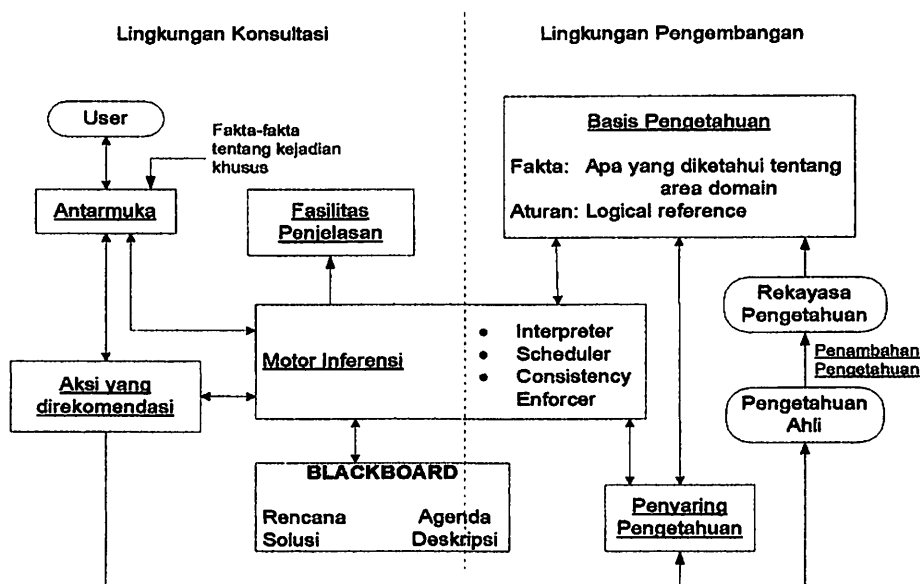 Lingkungan Konsultasi
Lingkungan Pengembangan
User
Fakta-fakta
tentang kejadian
khusus
Antarmuka
Fasilitas
Penjelasan
Basis Pengetahuan
Fakta: Apa yang diketahui tentang
area domain
Aturan: Logical reference
Motor Inferensi
• Interpreter
• Scheduler
• Consistency
Enforcer
Rekayasa
Pengetahuan
Penambahan
Pengetahuan
Pengetahuan
Ahli
Aksi yang
direkomendasi
BLACKBOARD
Rencana Agenda
Solusi Deskripsi
Penyaring
Pengetahuan